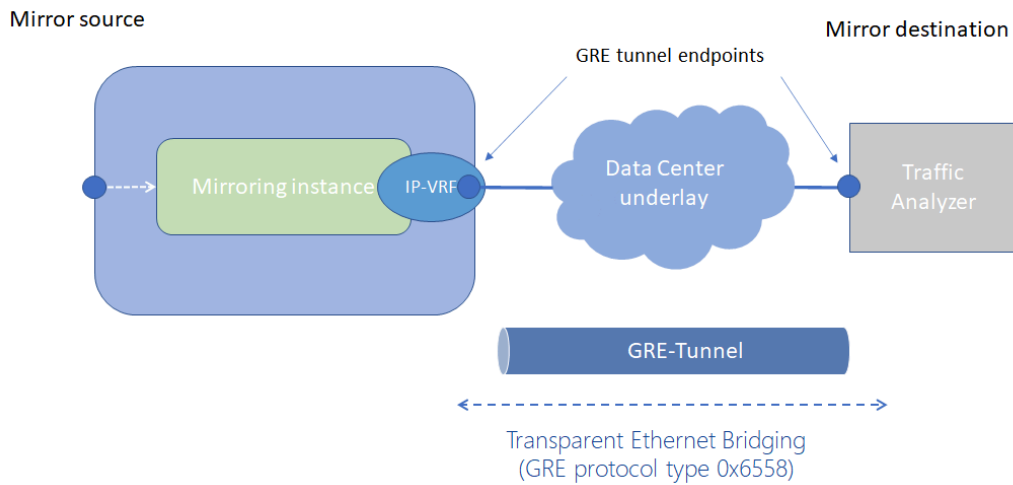 Mirror source
Mirror destination
GRE tunnel endpoints
Mirroring instance
IP-VRF
Data Center
underlay
Traffic
Analyzer
GRE-Tunnel
Transparent Ethernet Bridging
(GRE protocol type 0x6558)